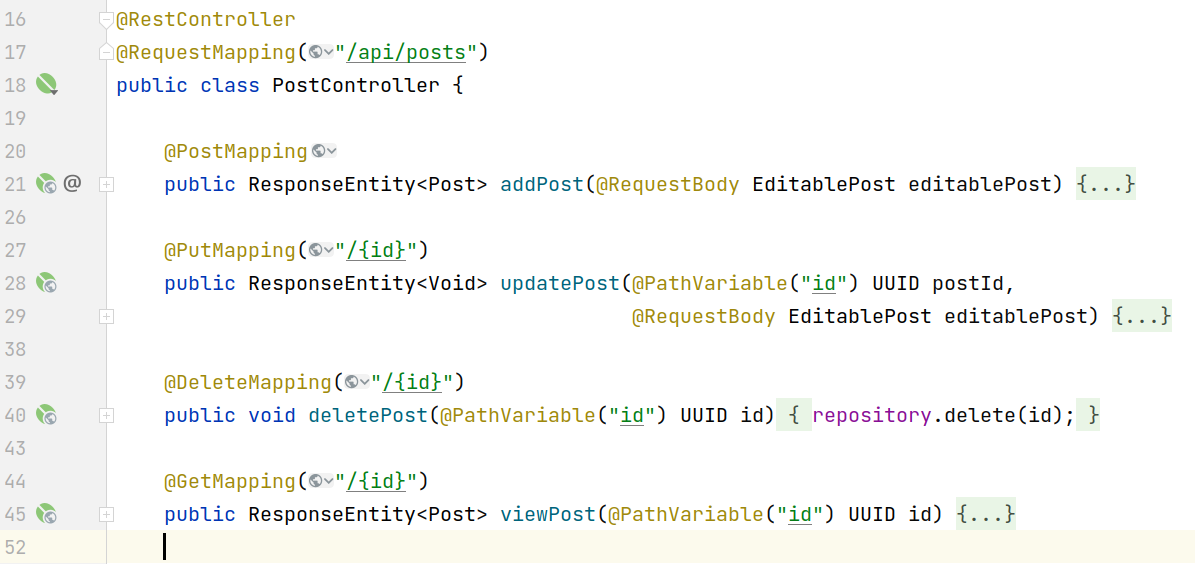 16 @RestController
17 @RequestMapping("/api/posts")
18 public class PostController {
19
20 @PostMapping
21 @ public ResponseEntity<Post> addPost(@RequestBody EditablePost editablePost) {...}
26
27 @PutMapping("/{id}")
28 public ResponseEntity<Void> updatePost(@PathVariable("id") UUID postId,
29 @RequestBody EditablePost editablePost) {...}
38
39 @DeleteMapping("/{id}")
40 public void deletePost(@PathVariable("id") UUID id) { repository.delete(id); }
43
44 @GetMapping("/{id}")
45 public ResponseEntity<Post> viewPost(@PathVariable("id") UUID id) {...}
52